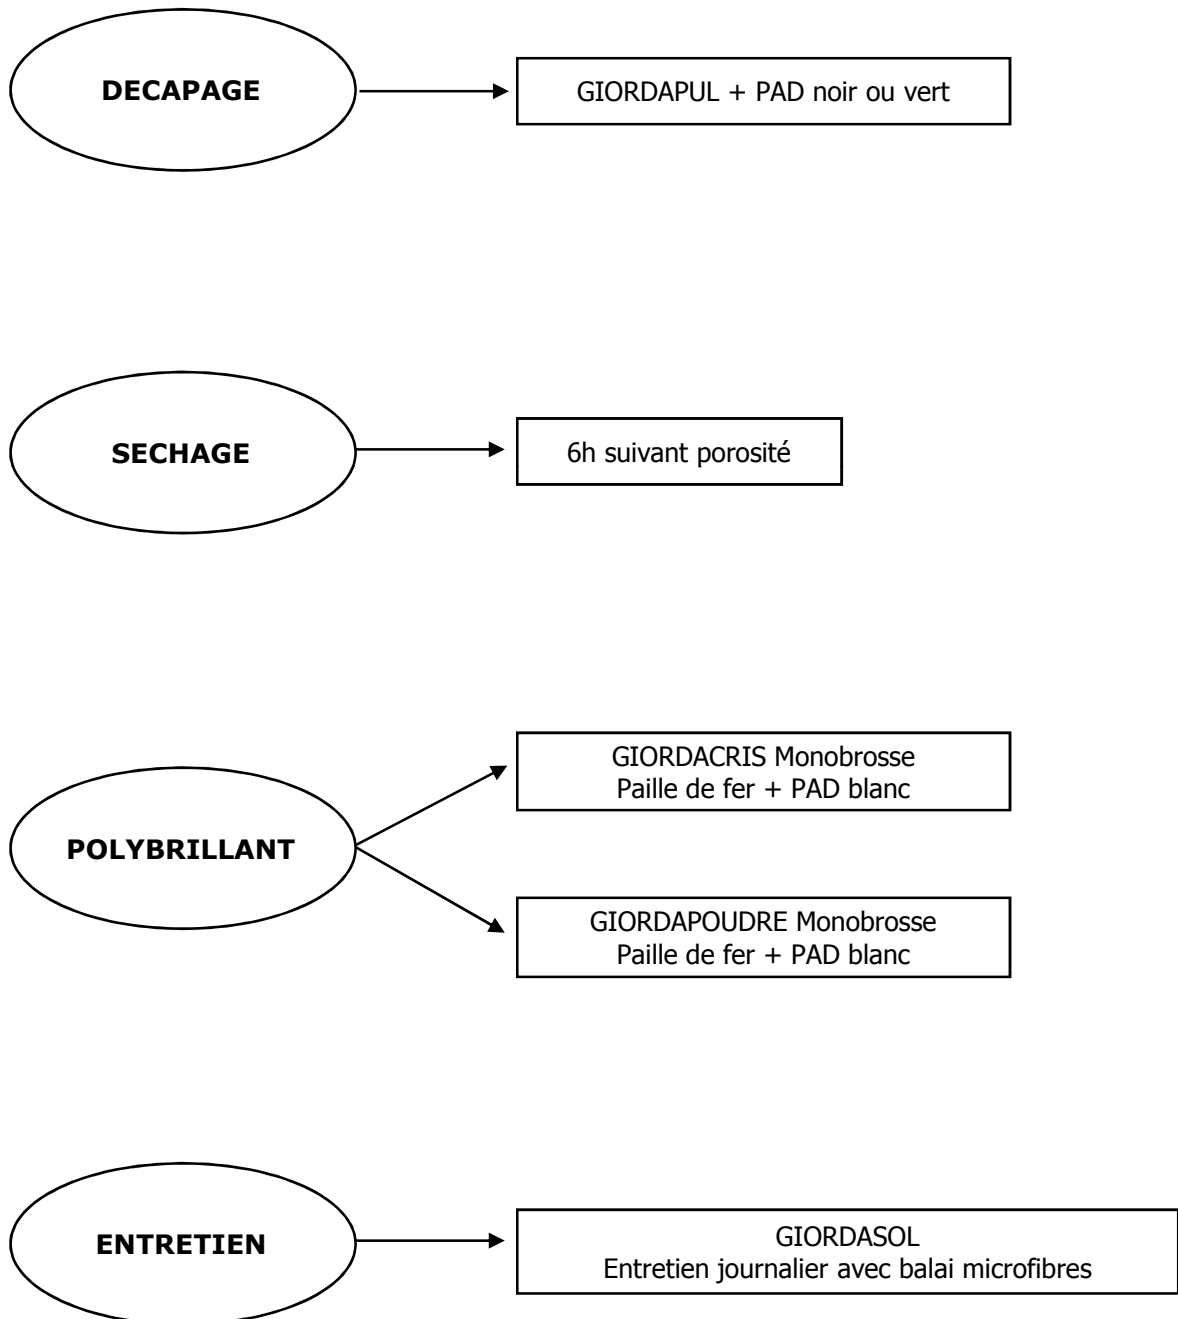 DECAPAGE
GIORDAPUL + PAD noir ou vert
SECHAGE
6h suivant porosité
POLYBRILLANT
GIORDACRIS Monobrosse
Paille de fer + PAD blanc
GIORDAPOUDRE Monobrosse
Paille de fer + PAD blanc
ENTRETIEN
GIORDASOL
Entretien journalier avec balai microfibres